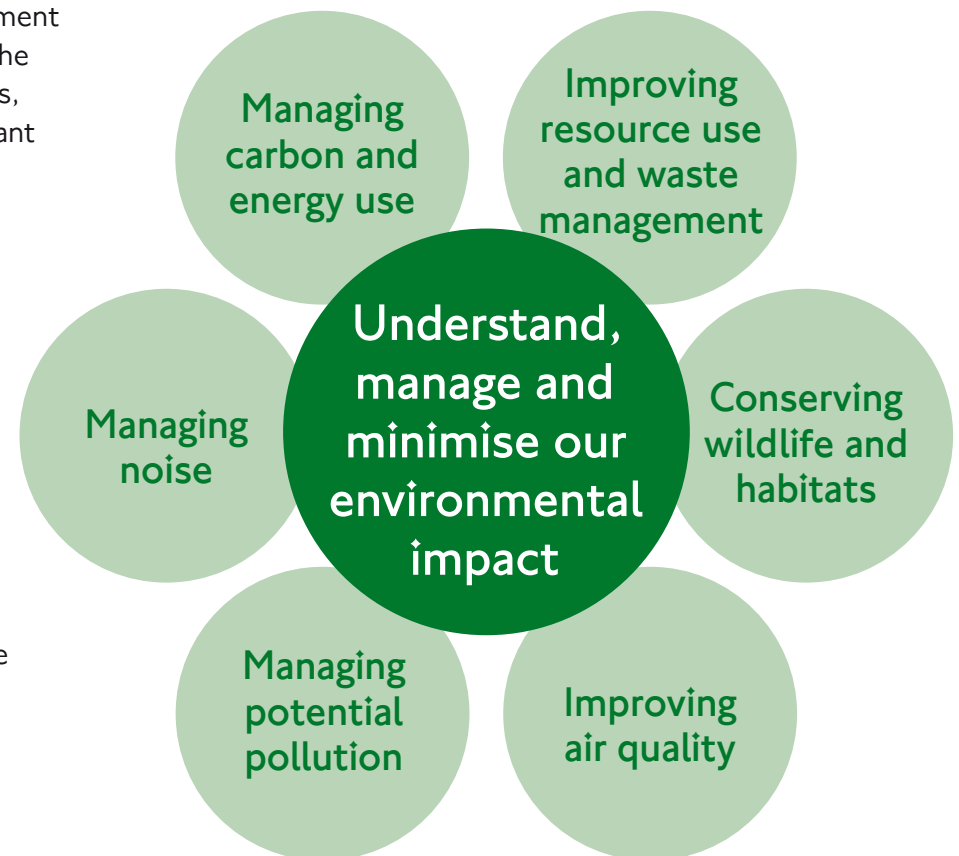 Managing
carbon and
energy use
Improving
resource use
and waste
management
Understand,
manage and
minimise our
environmental
impact
Managing
noise
Conserving
wildlife and
habitats
Managing
potential
pollution
Improving
air quality